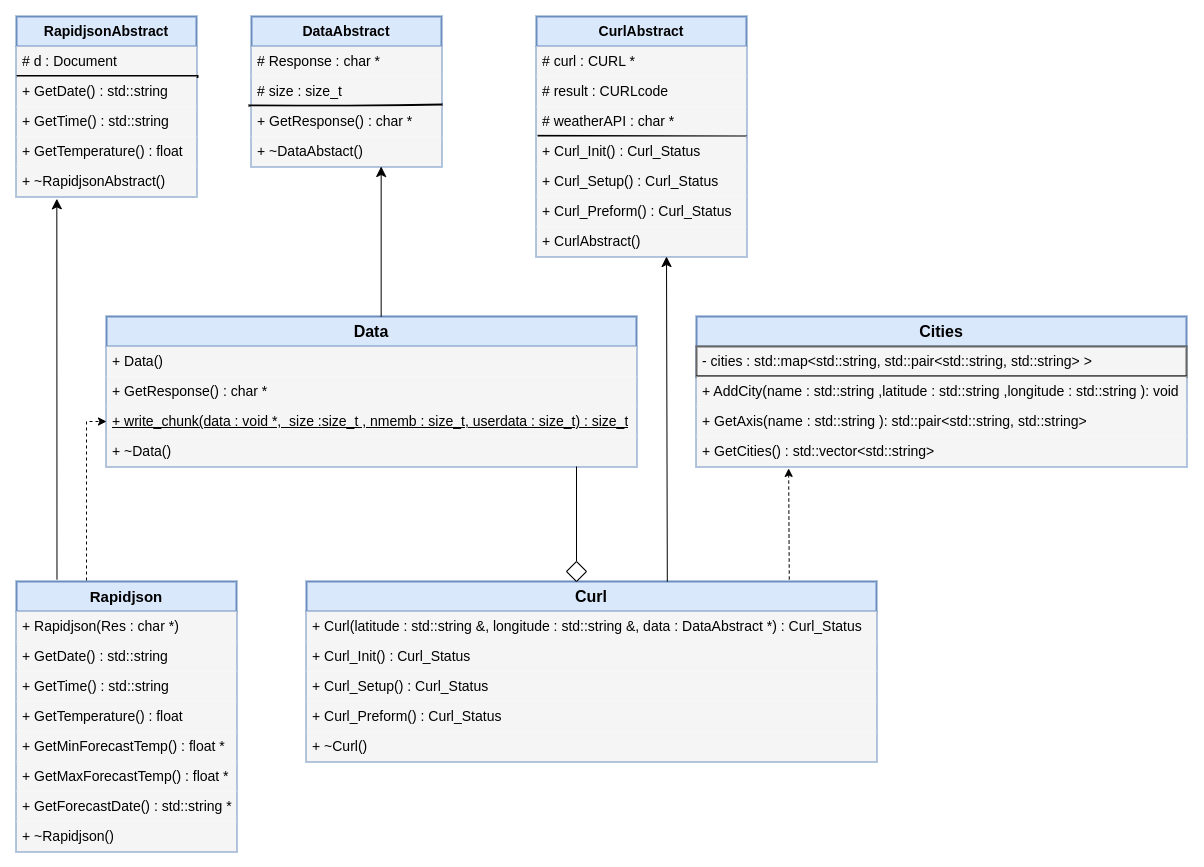 RapidjsonAbstract
# d : Document
+ GetDate() : std::string
+ GetTime() : std::string
+ GetTemperature() : float
+ ~RapidjsonAbstract()
DataAbstract
# Response : char *
# size : size_t
+ GetResponse() : char *
+ ~DataAbstact()
CurlAbstract
# curl : CURL *
# result : CURLcode
# weatherAPI : char *
+ Curl_Init() : Curl_Status
+ Curl_Setup() : Curl_Status
+ Curl_Preform() : Curl_Status
+ CurlAbstract()
Data
+ Data()
+ GetResponse() : char *
+ write_chunk(data : void *, size :size_t , nmemb : size_t, userdata : size_t) : size_t
+ ~Data()
Cities
- cities : std::map<std::string, std::pair<std::string, std::string> >
+ AddCity(name : std::string ,latitude : std::string ,longitude : std::string ): void
+ GetAxis(name : std::string ): std::pair<std::string, std::string>
+ GetCities() : std::vector<std::string>
Rapidjson
+ Rapidjson(Res : char *)
+ GetDate() : std::string
+ GetTime() : std::string
+ GetTemperature() : float
+ GetMinForecastTemp() : float *
+ GetMaxForecastTemp() : float *
+ GetForecastDate() : std::string *
+ ~Rapidjson()
Curl
+ Curl(latitude : std::string &, longitude : std::string &, data : DataAbstract *) : Curl_Status
+ Curl_Init() : Curl_Status
+ Curl_Setup() : Curl_Status
+ Curl_Preform() : Curl_Status
+ ~Curl()